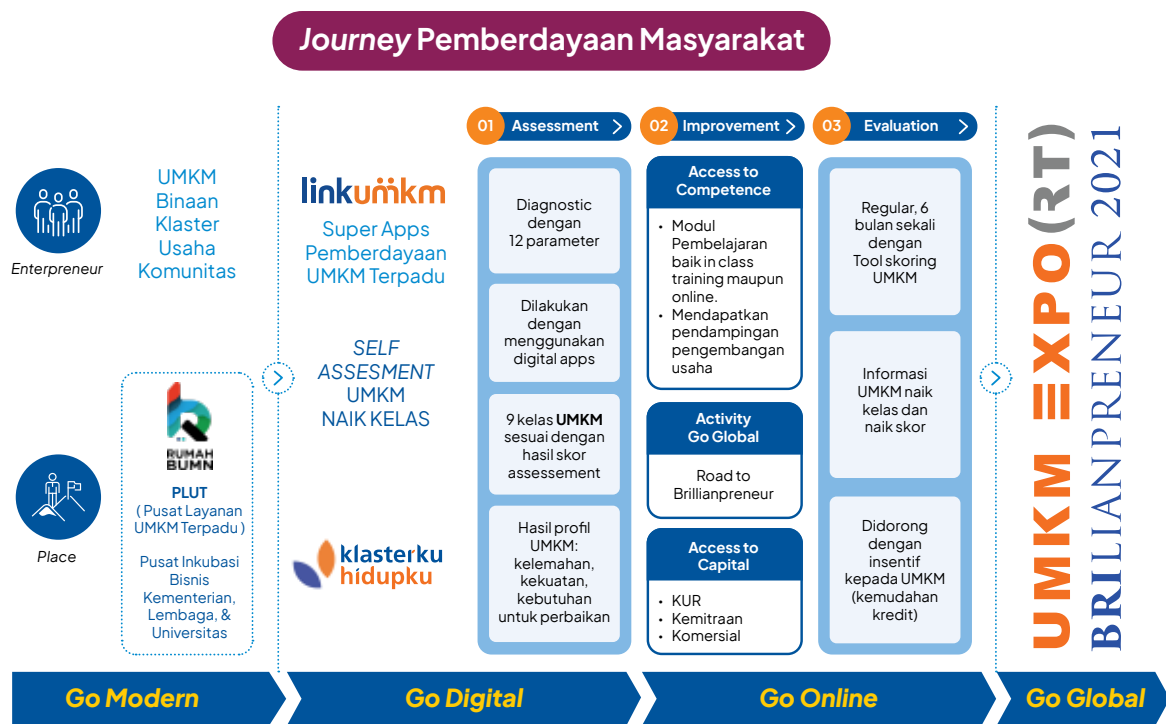 Journey Pemberdayaan Masyarakat
Enterpreneur
UMKM
Binaan
Klaster
Usaha
Komunitas
Place
RUMAH
BUMN
PLUT
( Pusat Layanan
UMKM Terpadu )
Pusat Inkubasi
Bisnis
Kementerian,
Lembaga, &
Universitas
linkumkm
Super Apps
Pemberdayaan
UMKM Terpadu
SELF
ASSESMENT
UMKM
NAIK KELAS
klasterku
hidupku
01 Assessment
Diagnostic
dengan
12 parameter
Dilakukan
dengan
menggunakan
digital apps
9 kelas UMKM
sesuai dengan
hasil skor
assessement
Hasil profil
UMKM:
kelemahan,
kekuatan,
kebutuhan
untuk perbaikan
02 Improvement
Access to
Competence
• Modul
Pembelajaran
baik in class
training maupun
online.
• Mendapatkan
pendampingan
pengembangan
usaha
Activity
Go Global
Road to
Brillianpreneur
Access to
Capital
• KUR
• Kemitraan
• Komersial
03 Evaluation
Regular, 6
bulan sekali
dengan
Tool skoring
UMKM
Informasi
UMKM naik
kelas dan
naik skor
Didorong
dengan
insentif
kepada UMKM
(kemudahan
kredit)
UMKM EXPO(RT)
BRILIANPRENEUR 2021
Go Modern
Go Digital
Go Online
Go Global